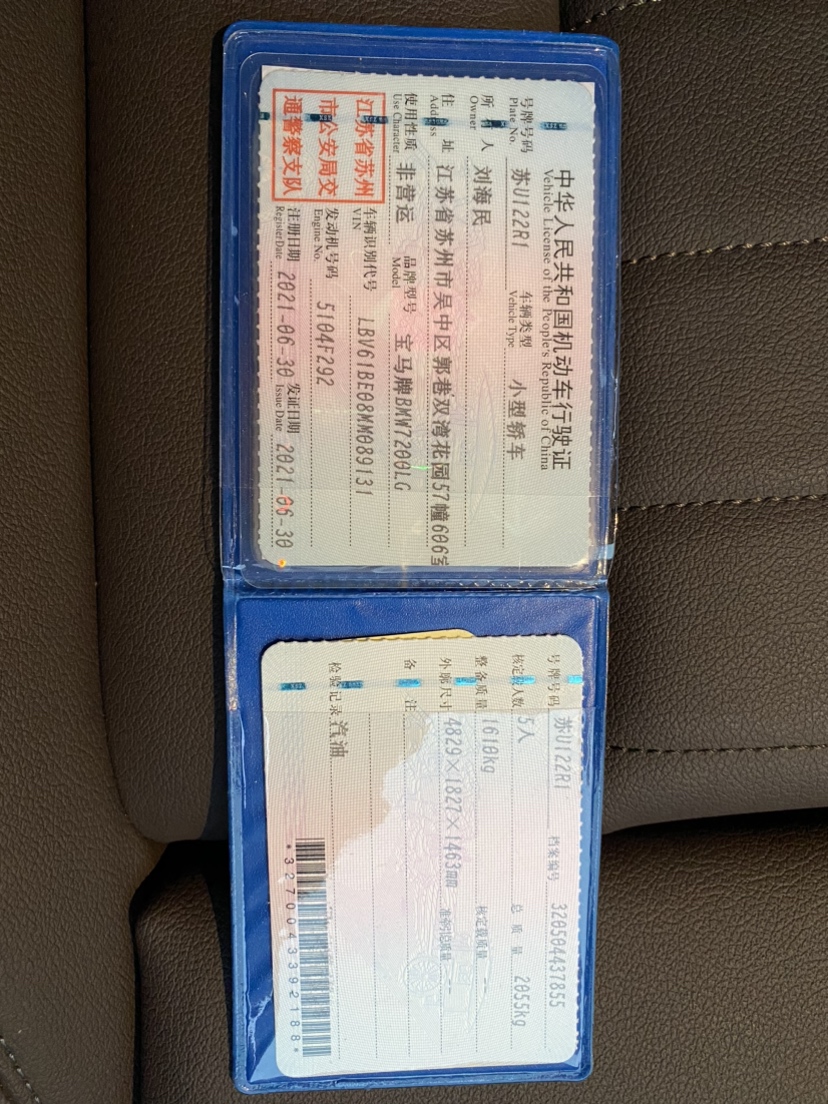 中华人民共和国机动车行驶证
Vehicle License of the People's Republic of China
号牌号码 苏U122R1 车辆类型 小型轿车
Plate No. Vehicle Type
所 人 刘海民
Owner
住 址 江苏省苏州市吴中区郭巷双湾花园57幢606室
Address
使用性质 非营运 品牌型号 宝马牌BMW7200LG
Use Character Model
江苏省苏州
市公安局交
通警察支队
车辆识别代号 LBV61BE08MM089131
VIN
发动机号码 5104F292
Engine No.
注册日期 2021-06-30 发证日期 2021-06-30
Register Date Issue Date
号牌号码 苏U122R1 档案编号 320504437855
核定载人数 5人 总质量 2055kg
整备质量 1610kg 核定载质量 --
外廓尺寸 4829×1827×1463mm 准牵引总质量 --
备 注
检验记录 汽油
*3270043392188*